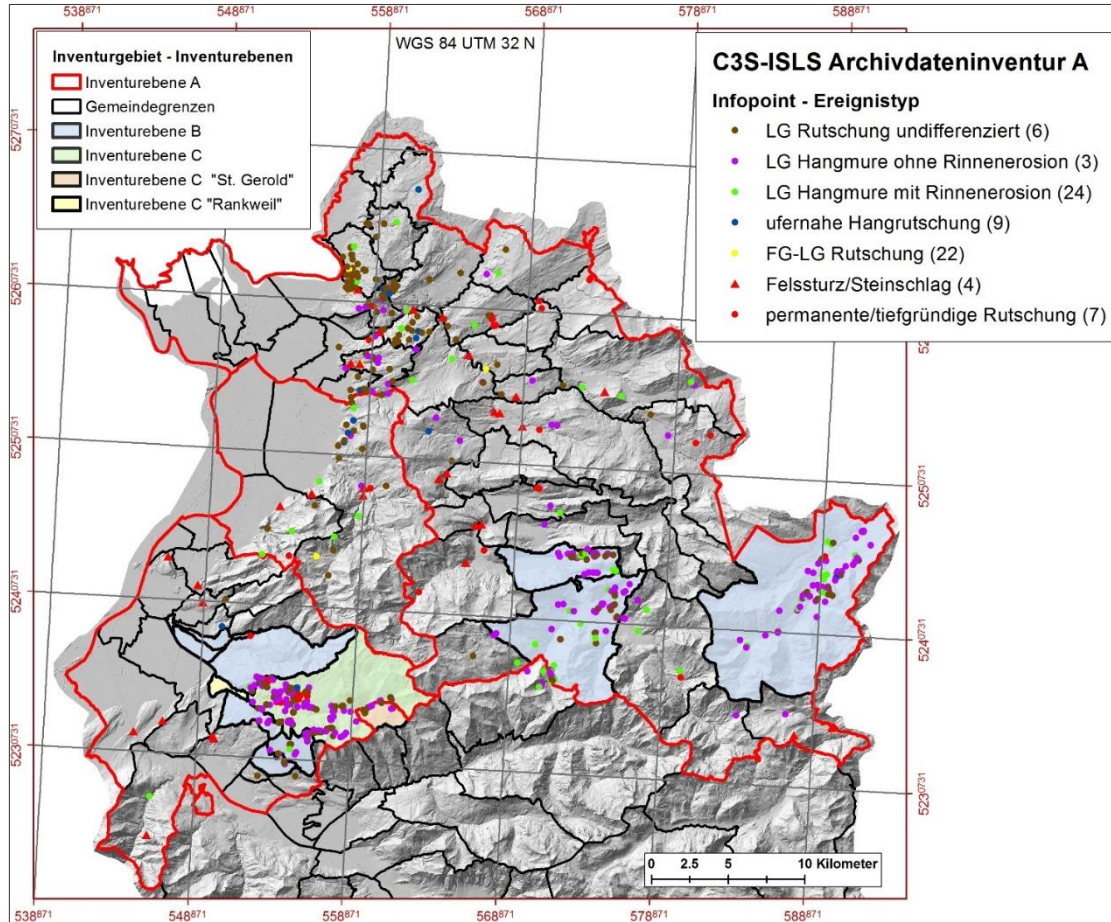 538871
548871
558871
568871
578871
588871
WGS 84 UTM 32 N
Inventurgebiet - Inventurebenen
Inventurebene A
Gemeindegrenzen
Inventurebene B
Inventurebene C
Inventurebene C "St. Gerold"
Inventurebene C "Rankweil"
C3S-ISLS Archivdateninventur A
Infopoint - Ereignistyp
LG Rutschung undifferenziert (6)
LG Hangmure ohne Rinnenerosion (3)
LG Hangmure mit Rinnenerosion (24)
ufernahe Hangrutschung (9)
FG-LG Rutschung (22)
Felssturz/Steinschlag (4)
permanente/tiefgründige Rutschung (7)
5270731
5260731
5250731
5240731
5230731
5250731
5240731
5230731
0 2.5 5 10 Kilometer
538871
548871
558871
568871
578871
588871